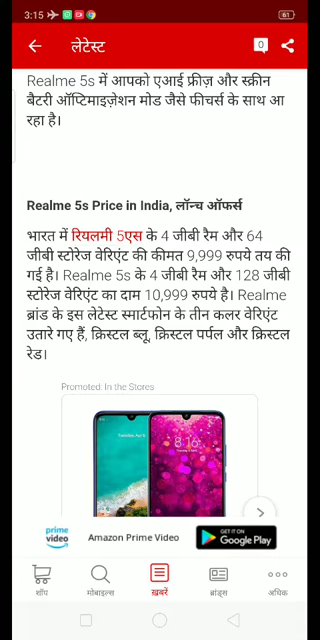 3:15
61
लेटेस्ट
0
Realme 5s में आपको एआई फ्रीज़ और स्क्रीन
बैटरी ऑप्टिमाइज़ेशन मोड जैसे फीचर्स के साथ आ
रहा है।
Realme 5s Price in India, लॉन्च ऑफर्स
भारत में रियलमी 5एस के 4 जीबी रैम और 64
जीबी स्टोरेज वेरिएंट की कीमत 9,999 रुपये तय की
गई है। Realme 5s के 4 जीबी रैम और 128 जीबी
स्टोरेज वेरिएंट का दाम 10,999 रुपये है। Realme
ब्रांड के इस लेटेस्ट स्मार्टफोन के तीन कलर वेरिएंट
उतारे गए हैं, क्रिस्टल ब्लू, क्रिस्टल पर्पल और क्रिस्टल
रेड।
Promoted: In the Stores
8:16
prime video
Amazon Prime Video
GET IT ON
Google Play
शॉप
मोबाइल्स
ख़बरें
ब्रांड्स
अधिक